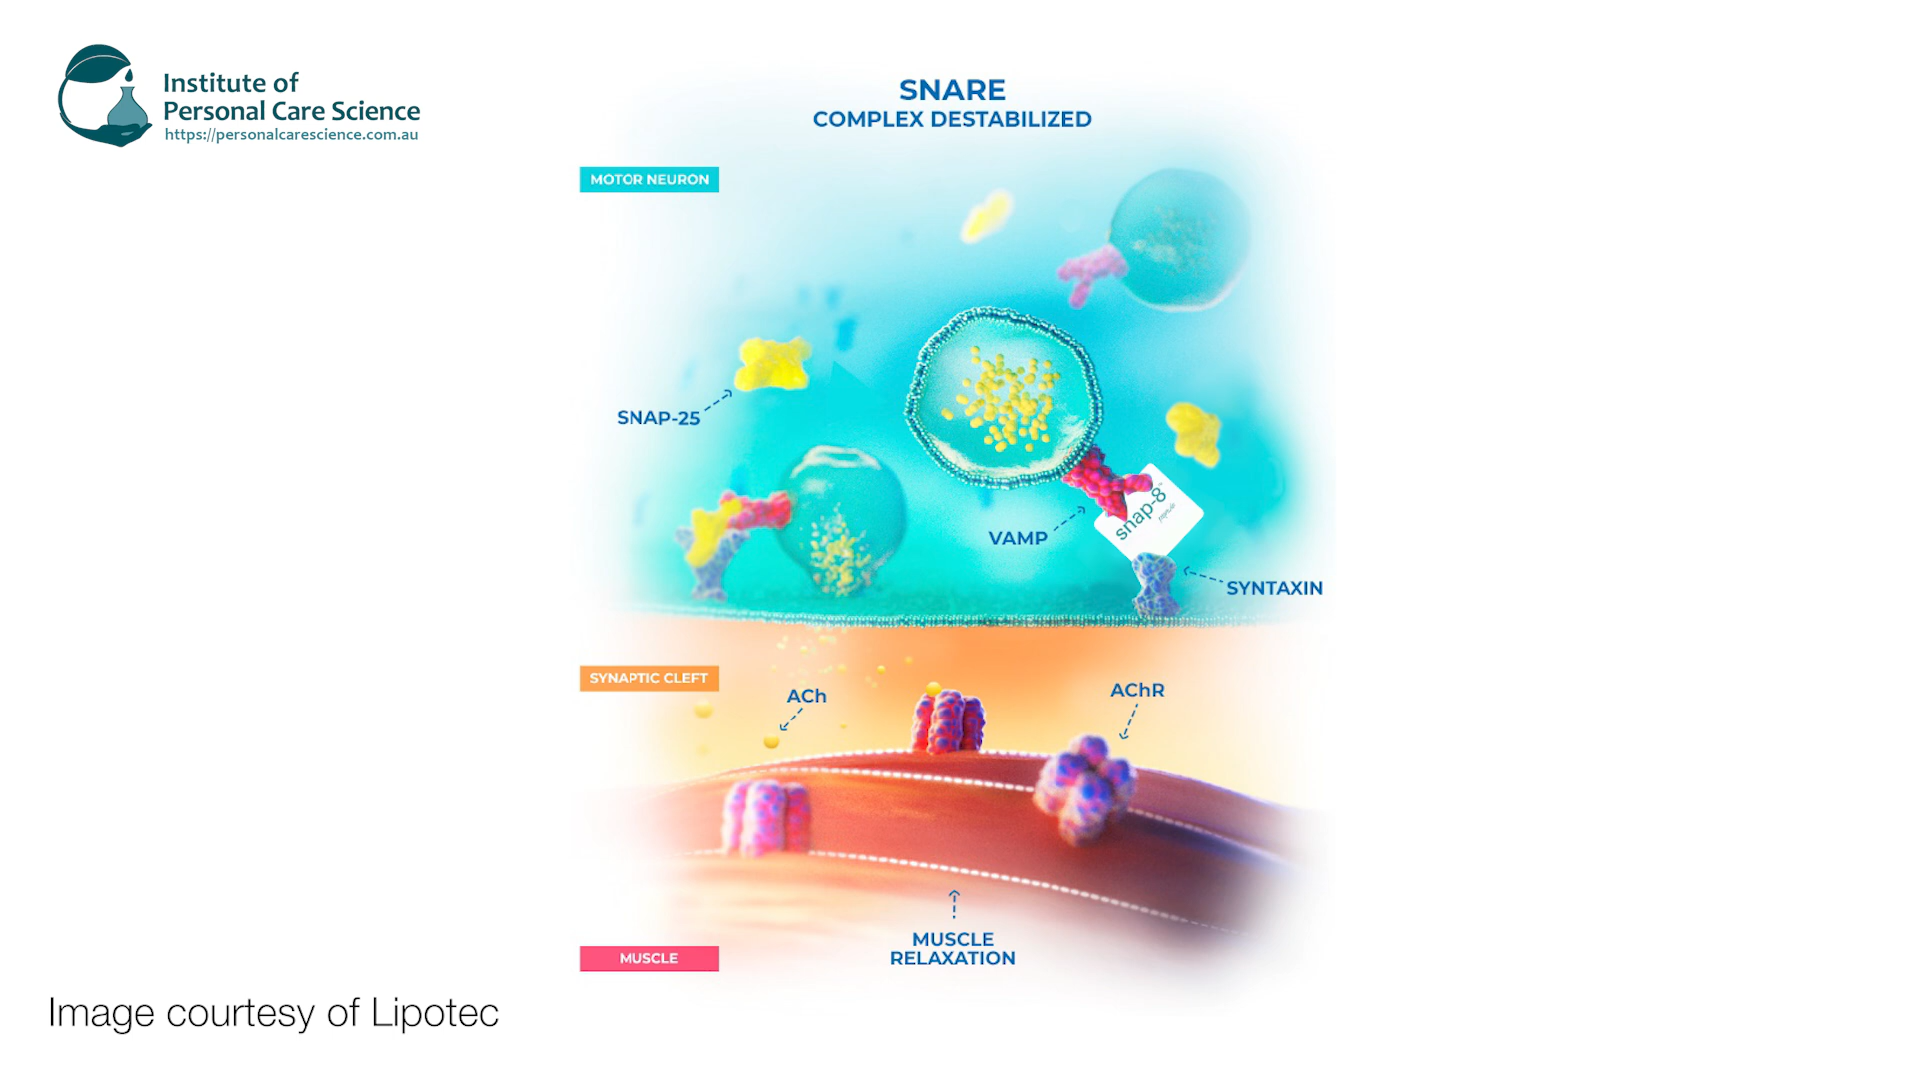 Institute of
Personal Care Science
https://personalcarescience.com.au
SNARE
COMPLEX DESTABILIZED
MOTOR NEURON
SNAP-25
snap-8
peptide
VAMP
SYNTAXIN
SYNAPTIC CLEFT
ACh
AChR
MUSCLE
RELAXATION
MUSCLE
Image courtesy of Lipotec